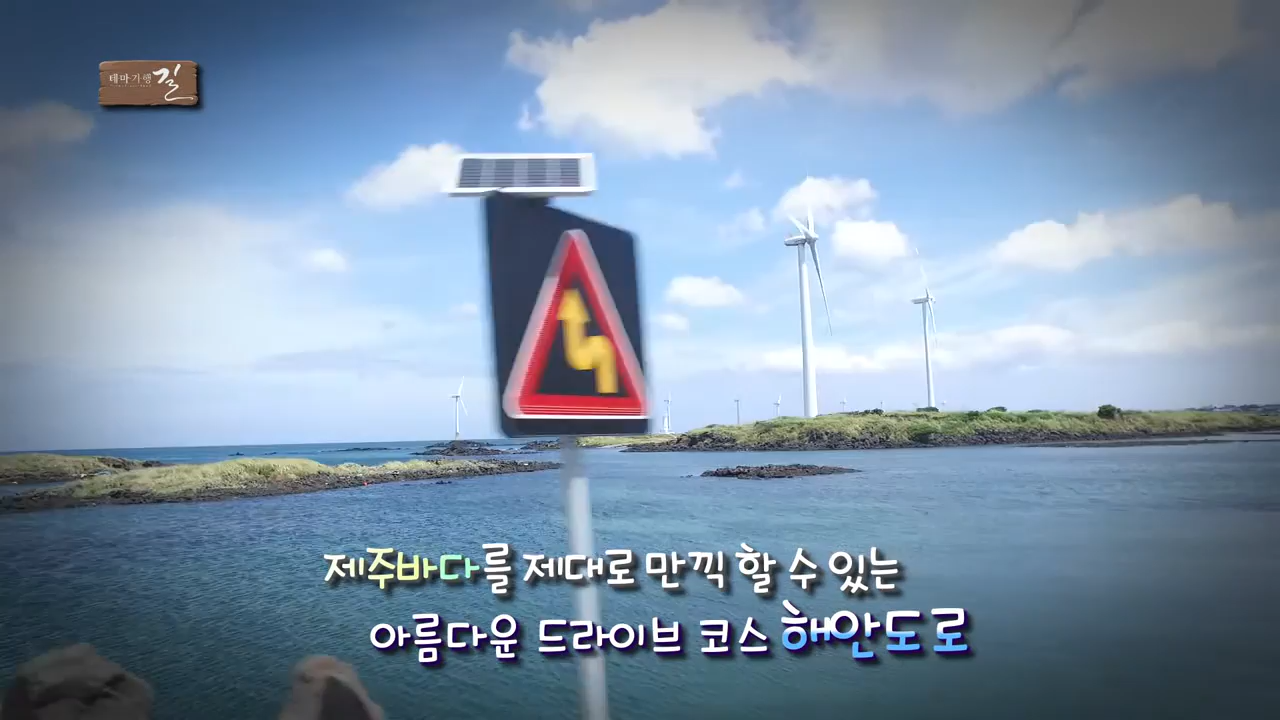 테마기행 길
제주바다를 제대로 만끽 할 수 있는
아름다운 드라이브 코스 해안도로